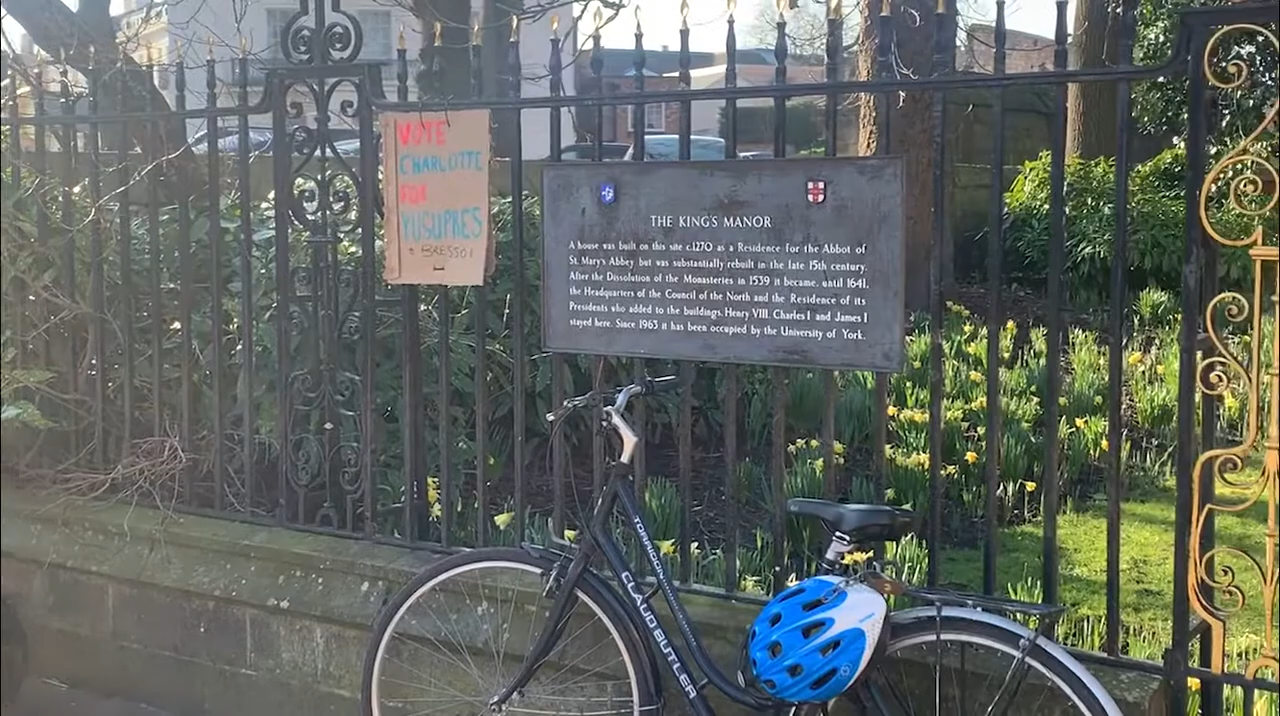 VOTE
CHARLOTTE
FOR
YUSUPRES
THE KING'S MANOR
A house was built on this site c.1270 as a Residence for the Abbot of
St. Mary's Abbey but was substantially rebuilt in the late 15th century.
After the Dissolution of the Monasteries in 1539 it became, until 1641,
the Headquarters of the Council of the North and the Residence of its
Presidents who added to the buildings. Henry VIII, Charles I and James I
stayed here. Since 1963 it has been occupied by the University of York.
TORRIDON
CLAUD BUTLER